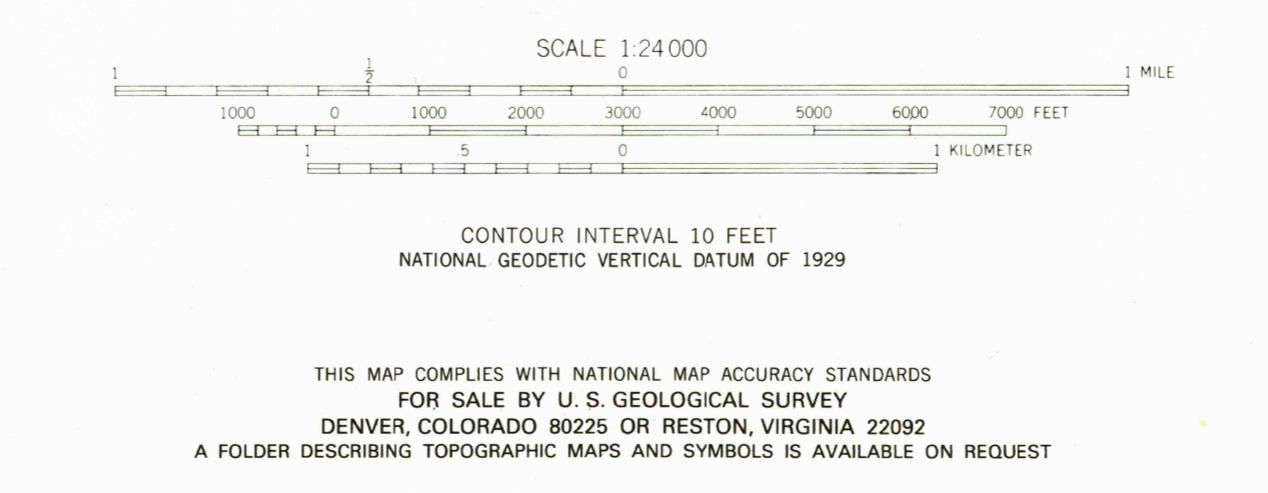 SCALE 1:24 000
1 1/2 0 1 MILE
1000 0 1000 2000 3000 4000 5000 6000 7000 FEET
1 .5 0 1 KILOMETER
CONTOUR INTERVAL 10 FEET
NATIONAL GEODETIC VERTICAL DATUM OF 1929
THIS MAP COMPLIES WITH NATIONAL MAP ACCURACY STANDARDS
FOR SALE BY U. S. GEOLOGICAL SURVEY
DENVER, COLORADO 80225 OR RESTON, VIRGINIA 22092
A FOLDER DESCRIBING TOPOGRAPHIC MAPS AND SYMBOLS IS AVAILABLE ON REQUEST